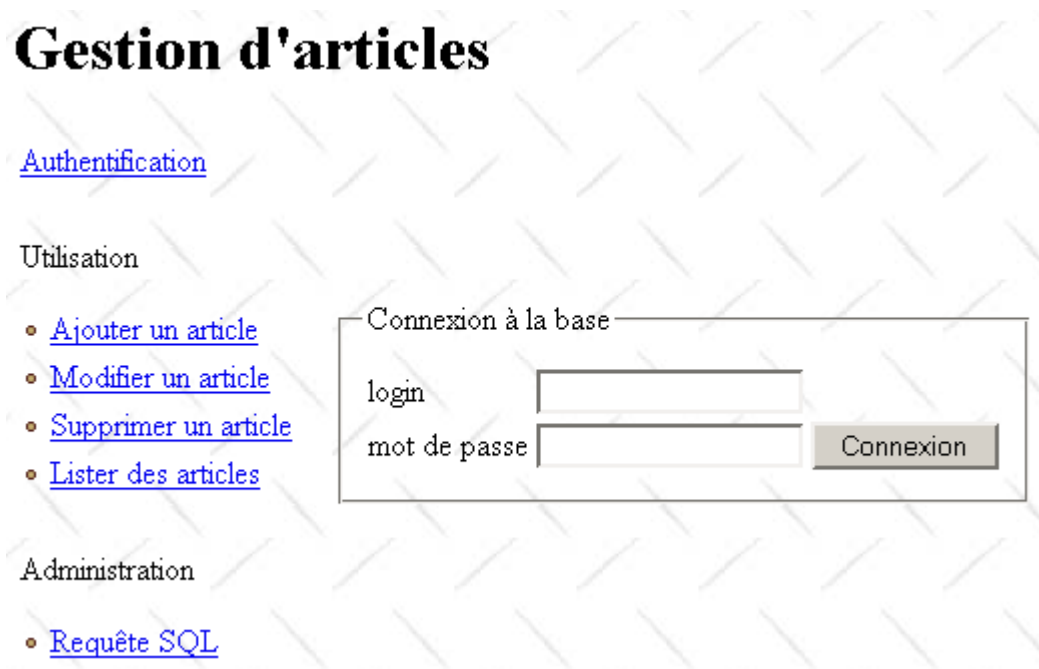 Gestion d'articles
Authentification
Utilisation
Ajouter un article
Modifier un article
Supprimer un article
Lister des articles
Connexion à la base
login
mot de passe
Connexion
Administration
Requête SQL